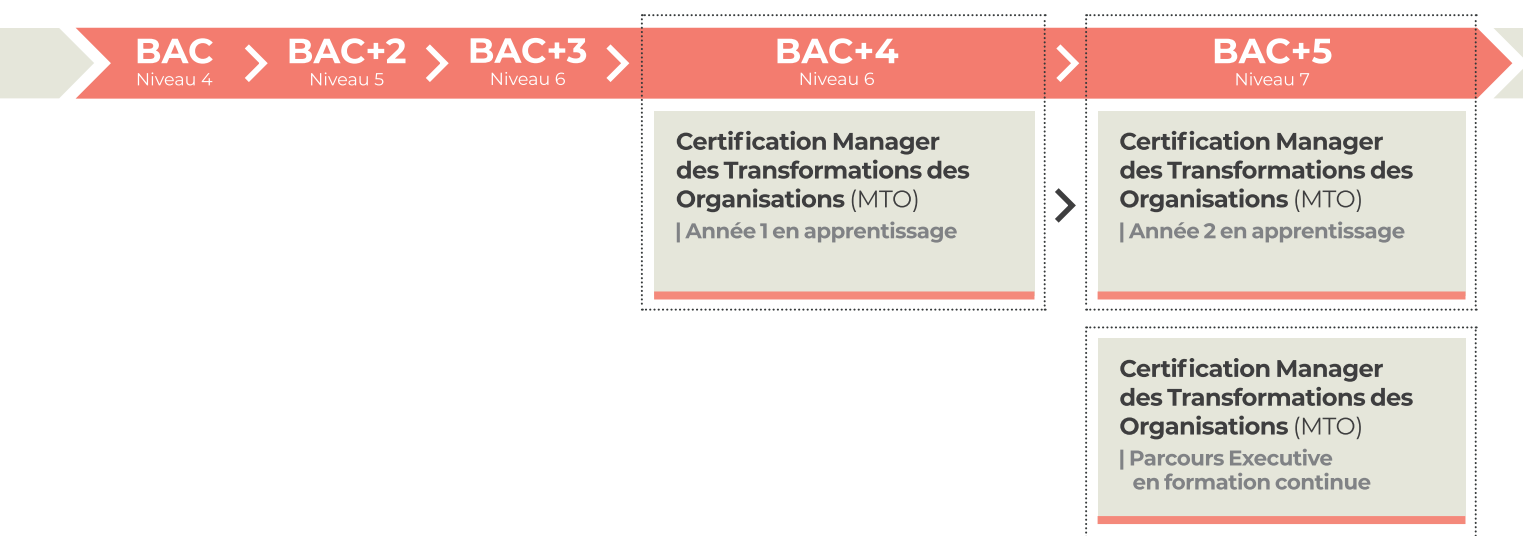 BAC
Niveau 4
BAC+2
Niveau 5
BAC+3
Niveau 6
BAC+4
Niveau 6
BAC+5
Niveau 7
Certification Manager
des Transformations des
Organisations (MTO)
| Année 1 en apprentissage
Certification Manager
des Transformations des
Organisations (MTO)
| Année 2 en apprentissage
Certification Manager
des Transformations des
Organisations (MTO)
| Parcours Executive
en formation continue